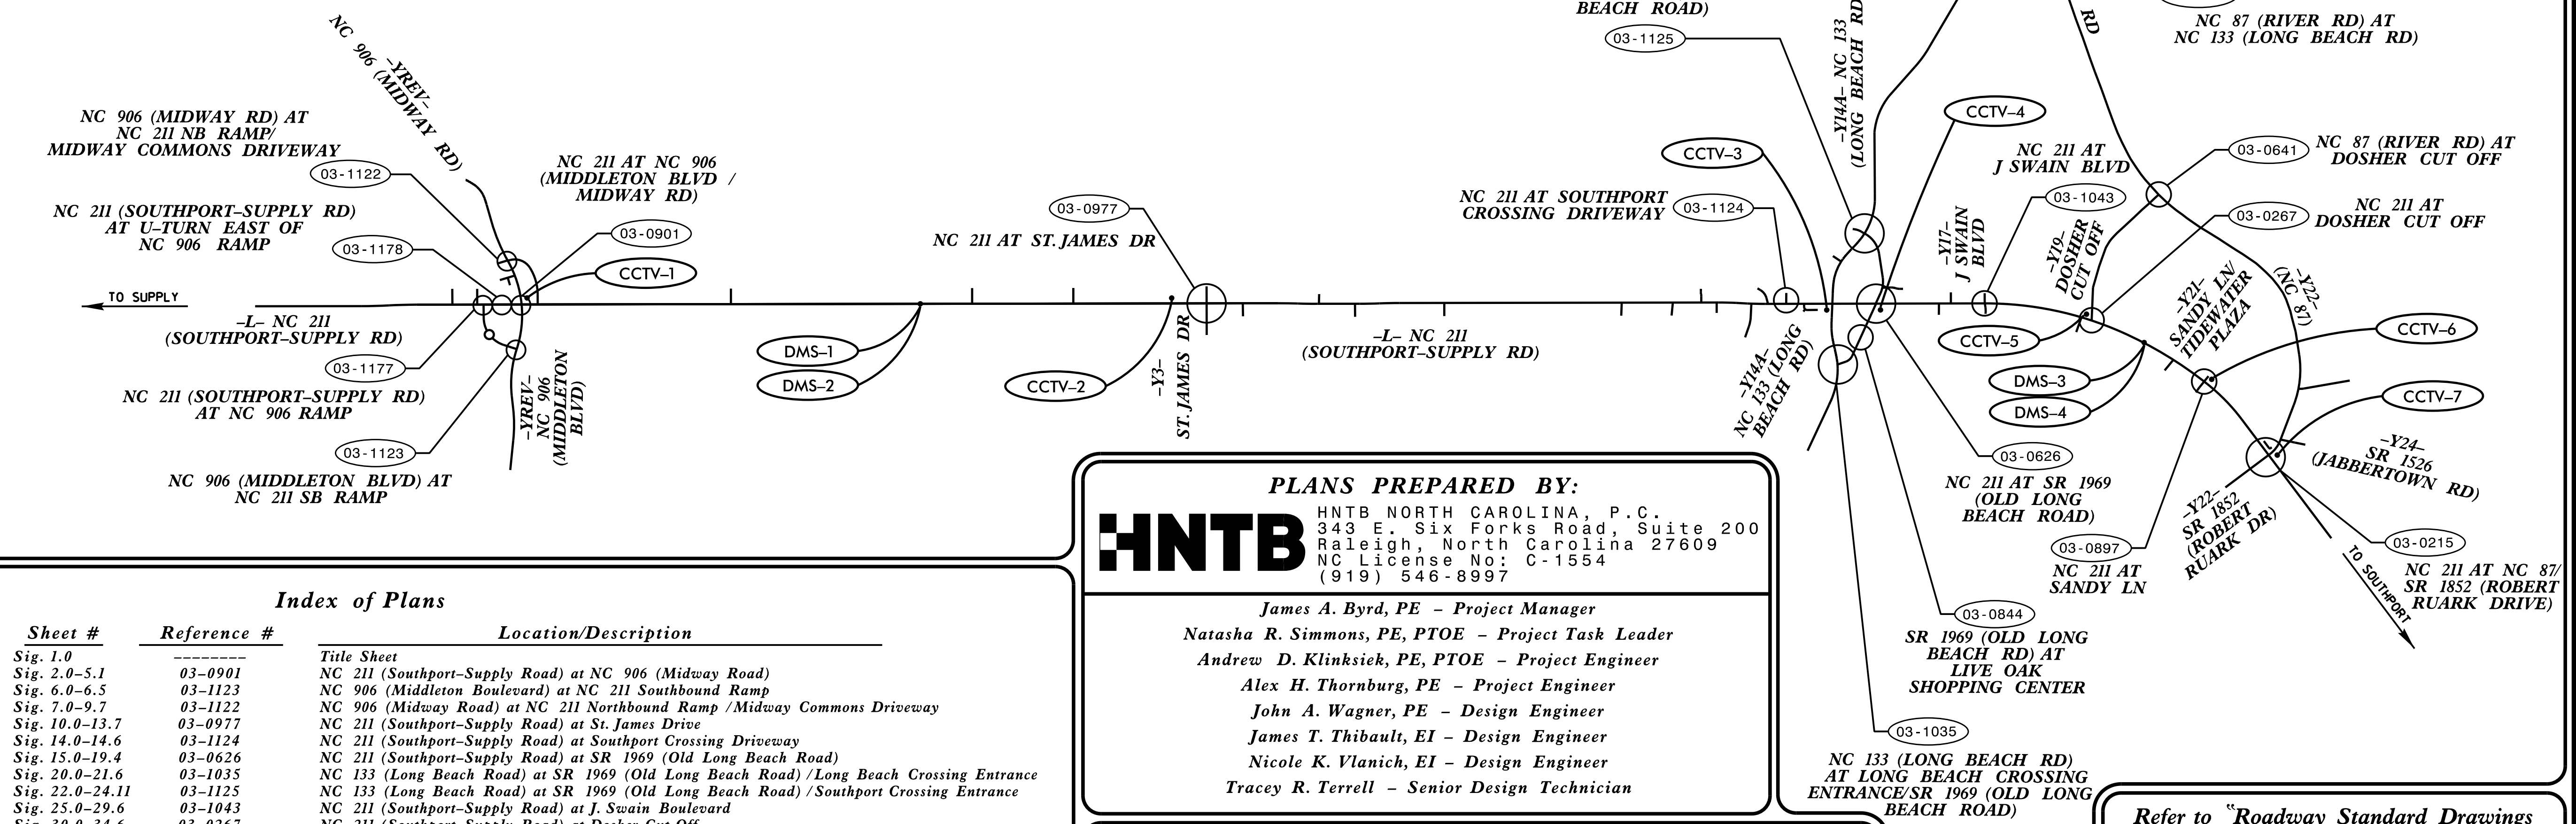 BEACH ROAD)
03-1125
-Y14A- NC 133
(LONG BEACH RD)
RD
NC 87 (RIVER RD) AT
NC 133 (LONG BEACH RD)
-YREV-
NC 906 (MIDWAY RD)
NC 906 (MIDWAY RD) AT
NC 211 NB RAMP/
MIDWAY COMMONS DRIVEWAY
03-1122
NC 211 (SOUTHPORT-SUPPLY RD)
AT U-TURN EAST OF
NC 906 RAMP
03-1178
NC 211 AT NC 906
(MIDDLETON BLVD /
MIDWAY RD)
03-0901
CCTV-1
TO SUPPLY
-L- NC 211
(SOUTHPORT-SUPPLY RD)
03-1177
NC 211 (SOUTHPORT-SUPPLY RD)
AT NC 906 RAMP
03-1123
NC 906 (MIDDLETON BLVD) AT
NC 211 SB RAMP
-YREV-
NC 906
(MIDDLETON
BLVD)
DMS-1
DMS-2
03-0977
NC 211 AT ST. JAMES DR
CCTV-2
-Y3-
ST. JAMES DR
-L- NC 211
(SOUTHPORT-SUPPLY RD)
CCTV-3
NC 211 AT SOUTHPORT
CROSSING DRIVEWAY
03-1124
CCTV-4
NC 211 AT
J SWAIN BLVD
03-1043
-Y17-
J SWAIN
BLVD
-Y19-
DOSHER
CUT OFF
03-0641
NC 87 (RIVER RD) AT
DOSHER CUT OFF
03-0267
NC 211 AT
DOSHER CUT OFF
-Y14A-
NC 133 (LONG
BEACH RD)
CCTV-5
DMS-3
DMS-4
-Y21-
SANDY LN/
TIDEWATER
PLAZA
-Y22-
(NC 87)
CCTV-6
CCTV-7
03-0626
NC 211 AT SR 1969
(OLD LONG
BEACH ROAD)
-Y24-
SR 1526
(JABBERTOWN RD)
-Y22-
SR 1852
(ROBERT
RUARK DR)
03-0897
NC 211 AT
SANDY LN
03-0215
NC 211 AT NC 87/
SR 1852 (ROBERT
RUARK DRIVE)
TO SOUTHPORT
03-0844
SR 1969 (OLD LONG
BEACH RD) AT
LIVE OAK
SHOPPING CENTER
03-1035
NC 133 (LONG BEACH RD)
AT LONG BEACH CROSSING
ENTRANCE/SR 1969 (OLD LONG
BEACH ROAD)
PLANS PREPARED BY:
HNTB
HNTB NORTH CAROLINA, P.C.
343 E. Six Forks Road, Suite 200
Raleigh, North Carolina 27609
NC License No: C-1554
(919) 546-8997
James A. Byrd, PE - Project Manager
Natasha R. Simmons, PE, PTOE - Project Task Leader
Andrew D. Klinksiek, PE, PTOE - Project Engineer
Alex H. Thornburg, PE - Project Engineer
John A. Wagner, PE - Design Engineer
James T. Thibault, EI - Design Engineer
Nicole K. Vlanich, EI - Design Engineer
Tracey R. Terrell - Senior Design Technician
Index of Plans
Sheet # Reference # Location/Description
Sig. 1.0 -------- Title Sheet
Sig. 2.0-5.1 03-0901 NC 211 (Southport-Supply Road) at NC 906 (Midway Road)
Sig. 6.0-6.5 03-1123 NC 906 (Middleton Boulevard) at NC 211 Southbound Ramp
Sig. 7.0-9.7 03-1122 NC 906 (Midway Road) at NC 211 Northbound Ramp /Midway Commons Driveway
Sig. 10.0-13.7 03-0977 NC 211 (Southport-Supply Road) at St. James Drive
Sig. 14.0-14.6 03-1124 NC 211 (Southport-Supply Road) at Southport Crossing Driveway
Sig. 15.0-19.4 03-0626 NC 211 (Southport-Supply Road) at SR 1969 (Old Long Beach Road)
Sig. 20.0-21.6 03-1035 NC 133 (Long Beach Road) at SR 1969 (Old Long Beach Road) /Long Beach Crossing Entrance
Sig. 22.0-24.11 03-1125 NC 133 (Long Beach Road) at SR 1969 (Old Long Beach Road) /Southport Crossing Entrance
Sig. 25.0-29.6 03-1043 NC 211 (Southport-Supply Road) at J. Swain Boulevard
Sig. 30.0-34.6 03-0267 NC 211 (Southport-Supply Road) at Dosher Cut Off
Refer to "Roadway Standard Drawings